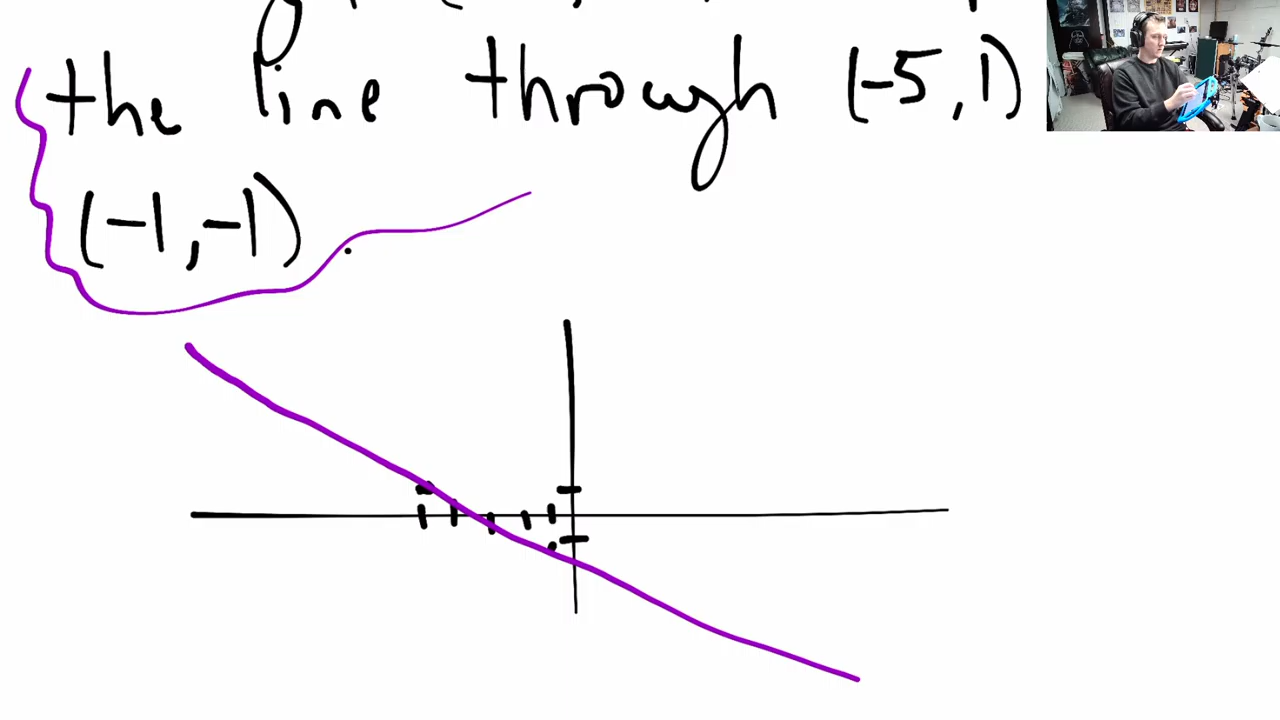 the line through (-5, 1)
(-1, -1).